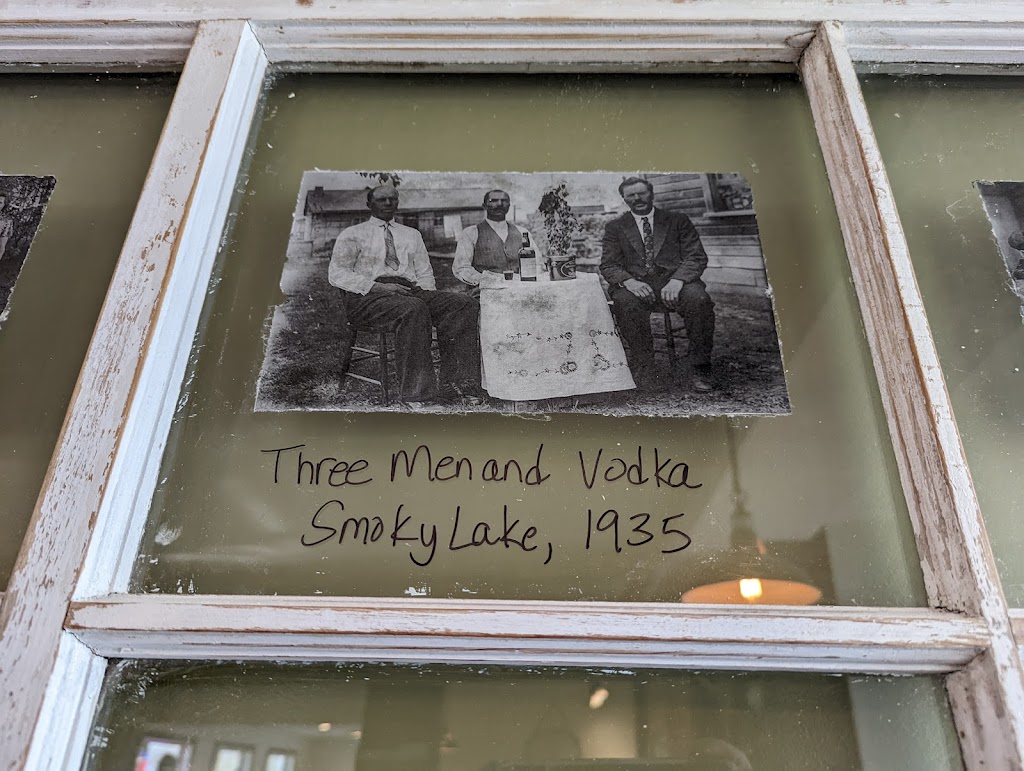 Three Men and Vodka
Smoky Lake, 1935